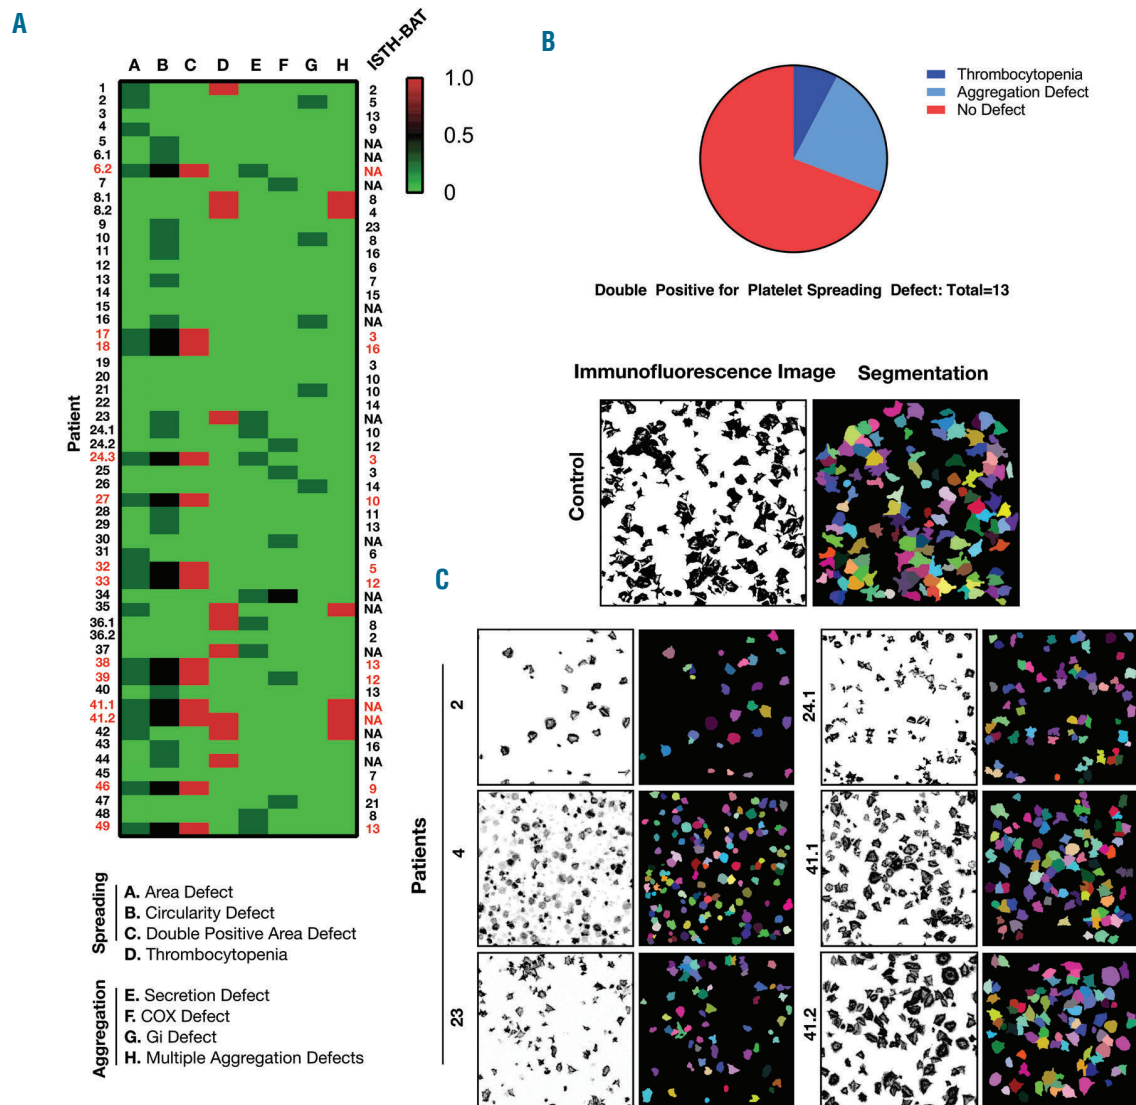 A
A B C D E F G H ISTH-BAT
1.0
0.5
0
Patient
1 2
2 5
3 13
4 9
5 NA
6.1 NA
6.2 NA
7 NA
8.1 8
8.2 4
9 23
10 8
11 16
12 6
13 7
14 15
15 NA
16 NA
17 3
18 16
19 3
20 10
21 10
22 14
23 NA
24.1 10
24.2 12
24.3 3
25 3
26 14
27 10
28 11
29 13
30 NA
31 6
32 5
33 12
34 NA
35 NA
36.1 8
36.2 2
37 NA
38 13
39 12
40 13
41.1 NA
41.2 NA
42 NA
43 16
44 NA
45 7
46 9
47 21
48 8
49 13
Spreading
A. Area Defect
B. Circularity Defect
C. Double Positive Area Defect
D. Thrombocytopenia
Aggregation
E. Secretion Defect
F. COX Defect
G. Gi Defect
H. Multiple Aggregation Defects
B
Thrombocytopenia
Aggregation Defect
No Defect
Double Positive for Platelet Spreading Defect: Total=13
C
Immunofluorescence Image Segmentation
Control
Patients
2
24.1
4
41.1
23
41.2